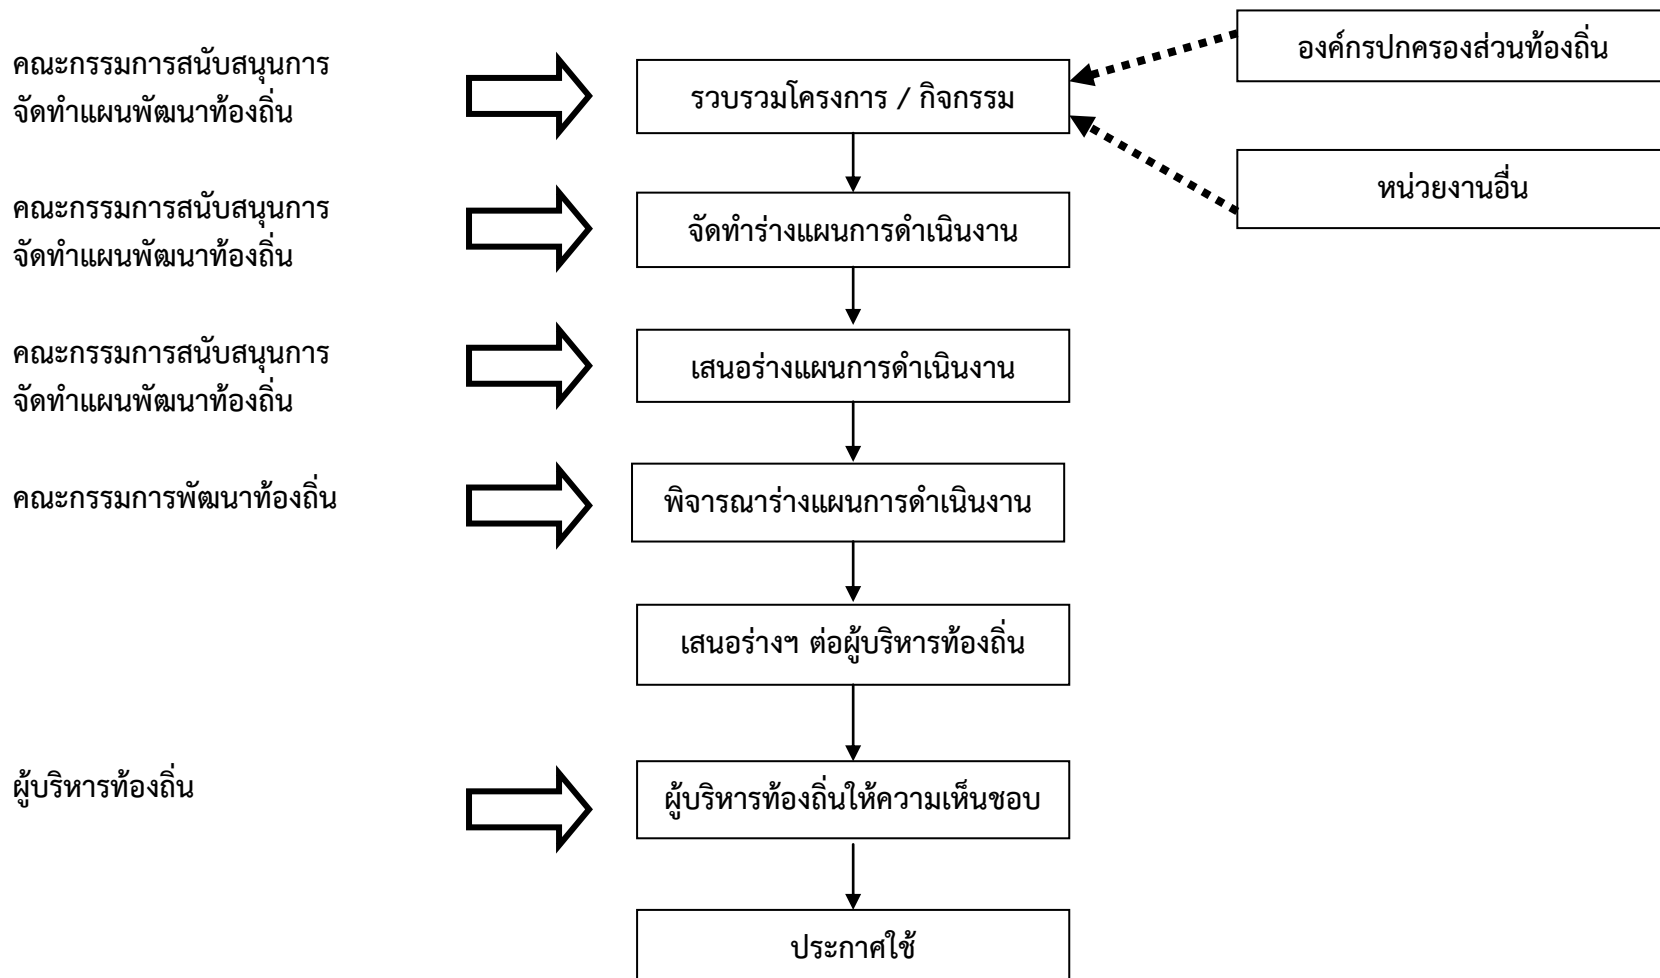 องค์กรปกครองส่วนท้องถิ่น
คณะกรรมการสนับสนุนการ
จัดทำแผนพัฒนาท้องถิ่น
รวบรวมโครงการ / กิจกรรม
หน่วยงานอื่น
คณะกรรมการสนับสนุนการ
จัดทำแผนพัฒนาท้องถิ่น
จัดทำร่างแผนการดำเนินงาน
คณะกรรมการสนับสนุนการ
จัดทำแผนพัฒนาท้องถิ่น
เสนอร่างแผนการดำเนินงาน
คณะกรรมการพัฒนาท้องถิ่น
พิจารณาร่างแผนการดำเนินงาน
เสนอร่างฯ ต่อผู้บริหารท้องถิ่น
ผู้บริหารท้องถิ่น
ผู้บริหารท้องถิ่นให้ความเห็นชอบ
ประกาศใช้